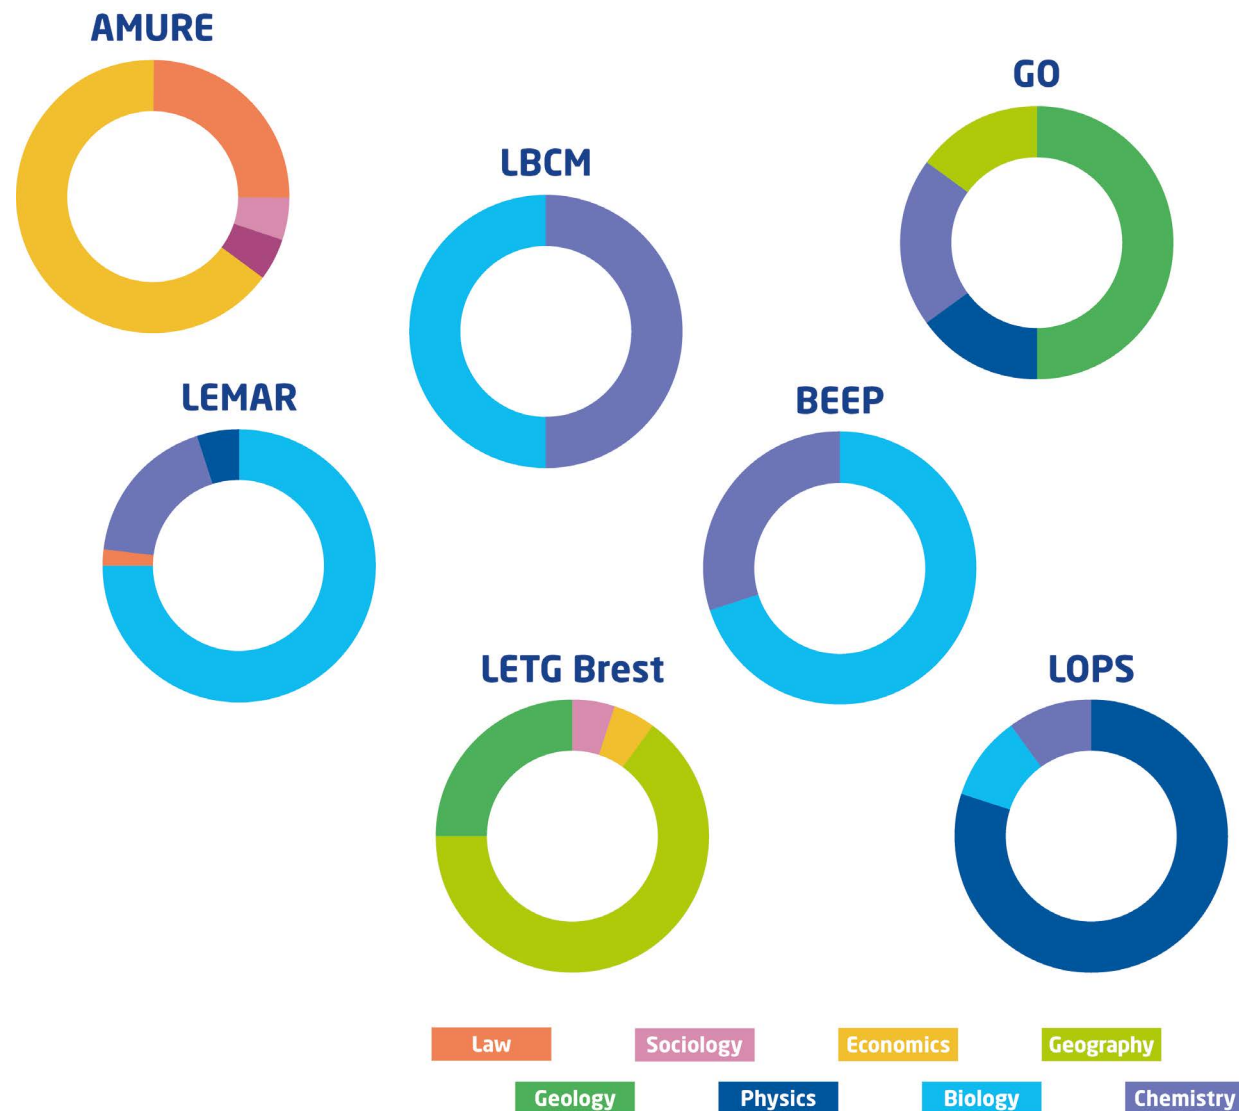 AMURE
GO
LBCM
LEMAR
BEEP
LETG Brest
LOPS
Law
Sociology
Economics
Geography
Geology
Physics
Biology
Chemistry